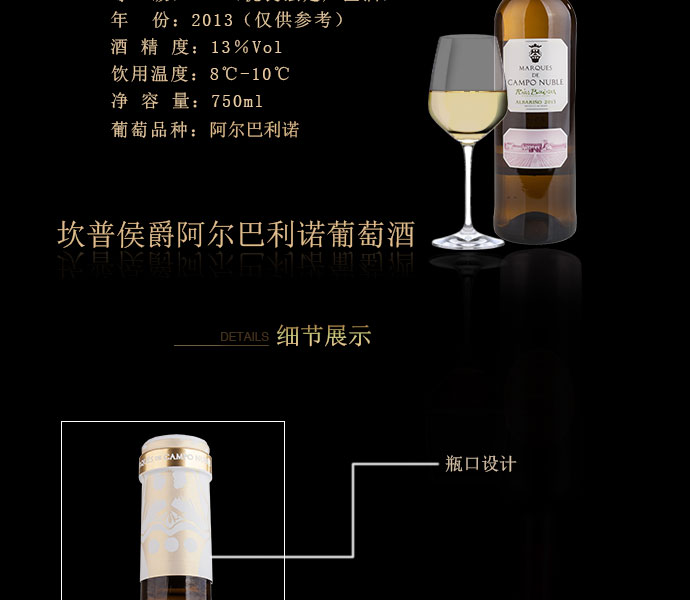 年 份：2013（仅供参考）
酒 精 度：13%Vol
饮用温度：8℃-10℃
净 容 量：750ml
葡萄品种：阿尔巴利诺
MARQUES
DE
CAMPO NUBLE
Rías Baixas
ALBARIÑO 2013
坎普侯爵阿尔巴利诺葡萄酒
DETAILS 细节展示
瓶口设计